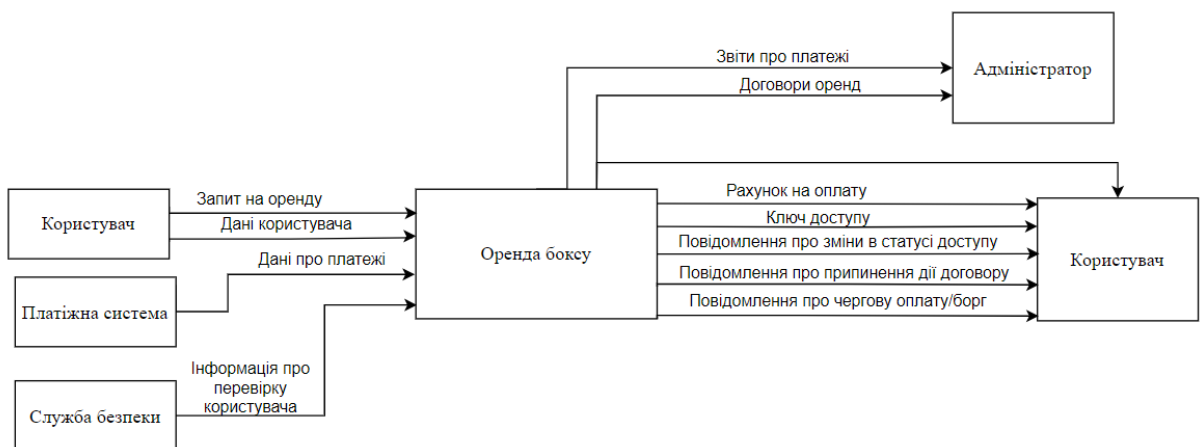 Звіти про платежі
Адміністратор
Договори оренд
Запит на оренду
Рахунок на оплату
Користувач
Дані користувача
Ключ доступу
Оренда боксу
Повідомлення про зміни в статусі доступу
Користувач
Дані про платежі
Повідомлення про припинення дії договору
Платіжна система
Повідомлення про чергову оплату/борг
Інформація про
перевірку
користувача
Служба безпеки